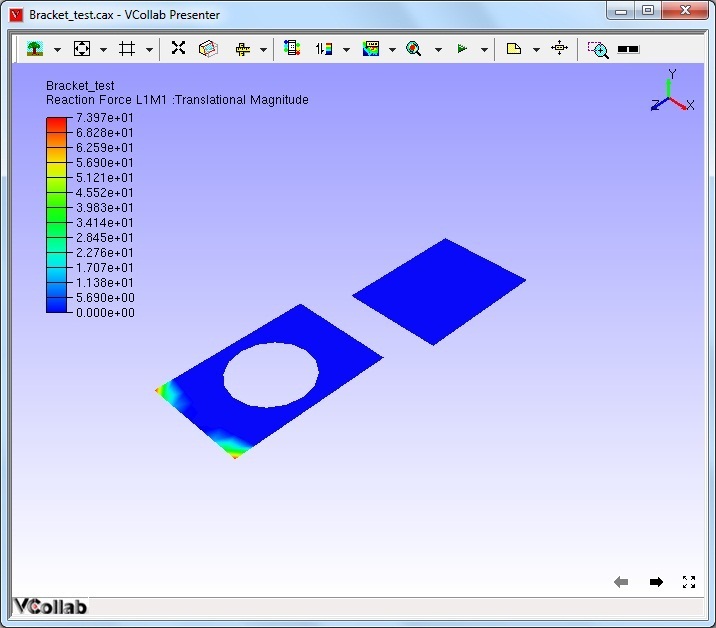 Bracket_test.cax - VCollab Presenter
Bracket_test
Reaction Force L1M1 :Translational Magnitude
7.397e+01
6.828e+01
6.259e+01
5.690e+01
5.121e+01
4.552e+01
3.983e+01
3.414e+01
2.845e+01
2.276e+01
1.707e+01
1.138e+01
5.690e+00
0.000e+00
Y
Z X
VCollab